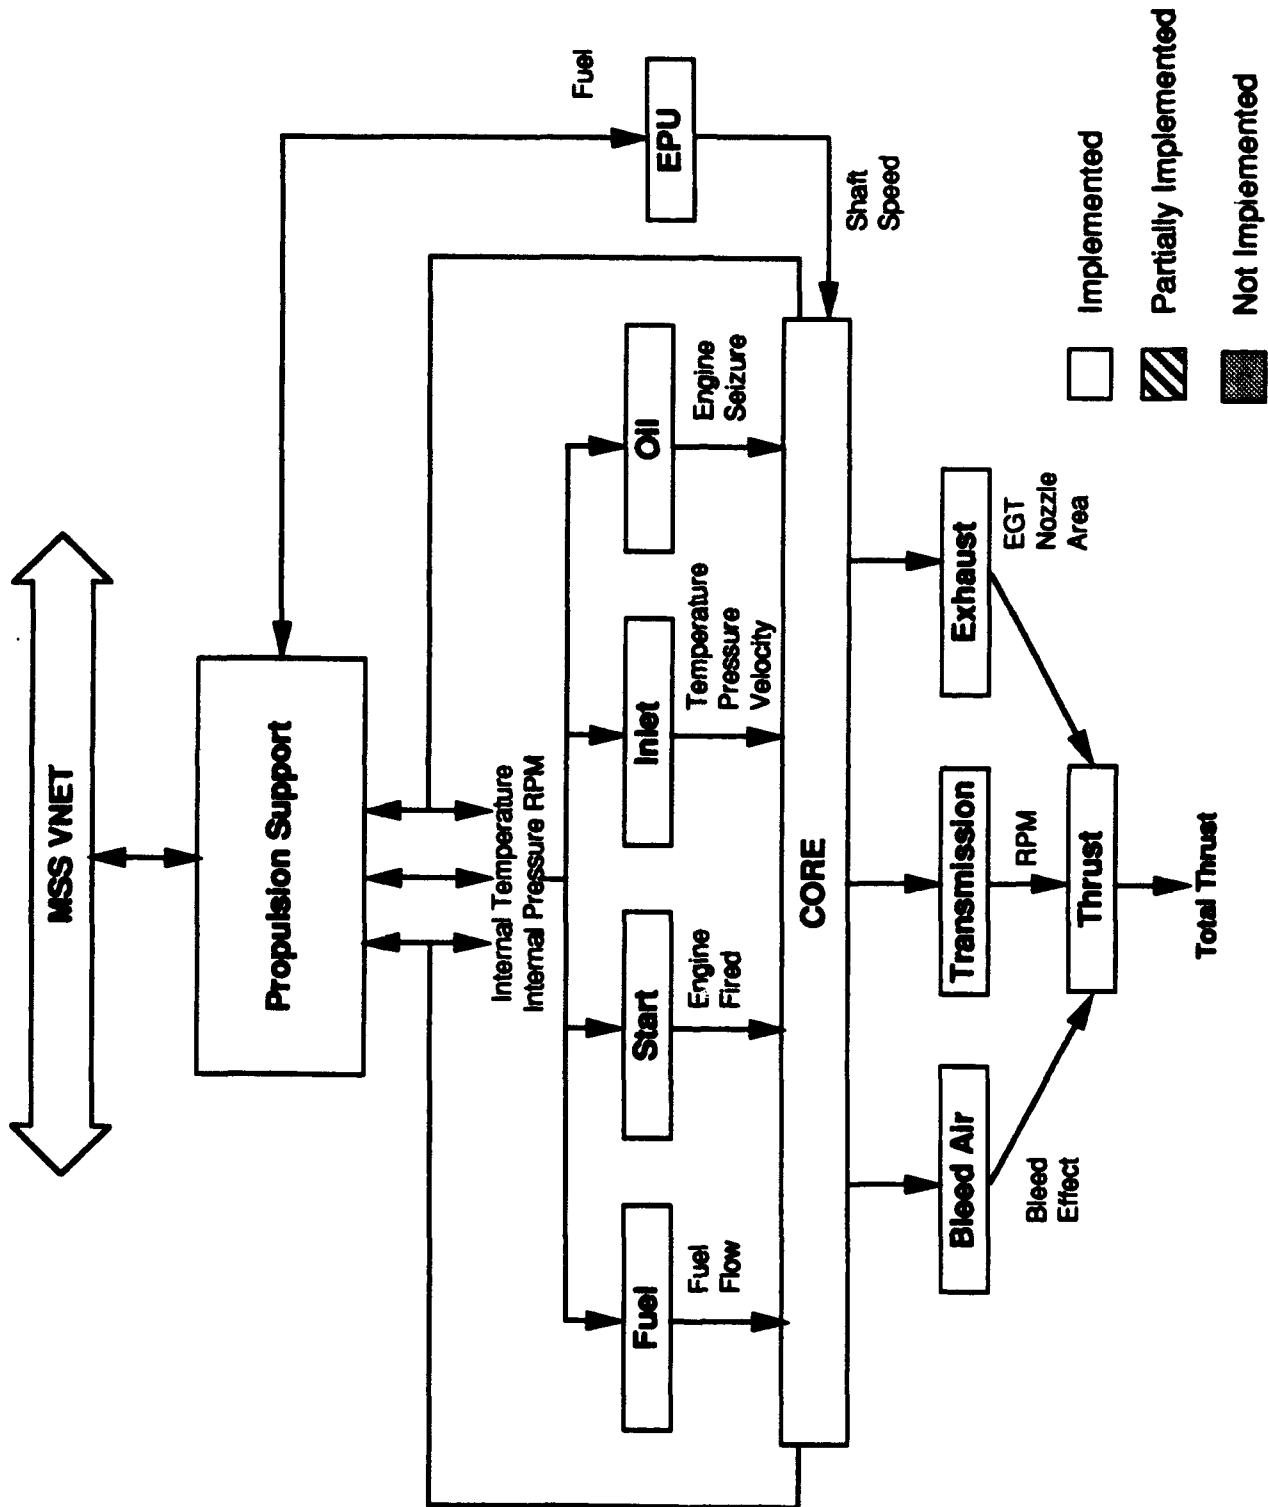 MSS VNET
Propulsion Support
Internal Temperature
Internal Pressure RPM
Fuel
EPU
Shaft
Speed
Fuel
Start
Inlet
Oil
Fuel
Flow
Engine
Fired
Temperature
Pressure
Velocity
Engine
Seizure
CORE
Bleed Air
Transmission
Exhaust
Bleed
Effect
RPM
EGT
Nozzle
Area
Thrust
Total Thrust
Implemented
Partially Implemented
Not Implemented